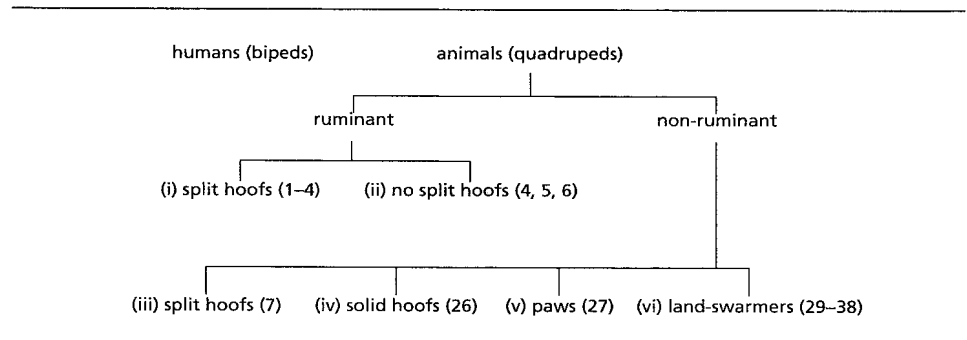 humans (bipeds) animals (quadrupeds)
ruminant non-ruminant
(i) split hoofs (1–4) (ii) no split hoofs (4, 5, 6)
(iii) split hoofs (7) (iv) solid hoofs (26) (v) paws (27) (vi) land-swarmers (29–38)